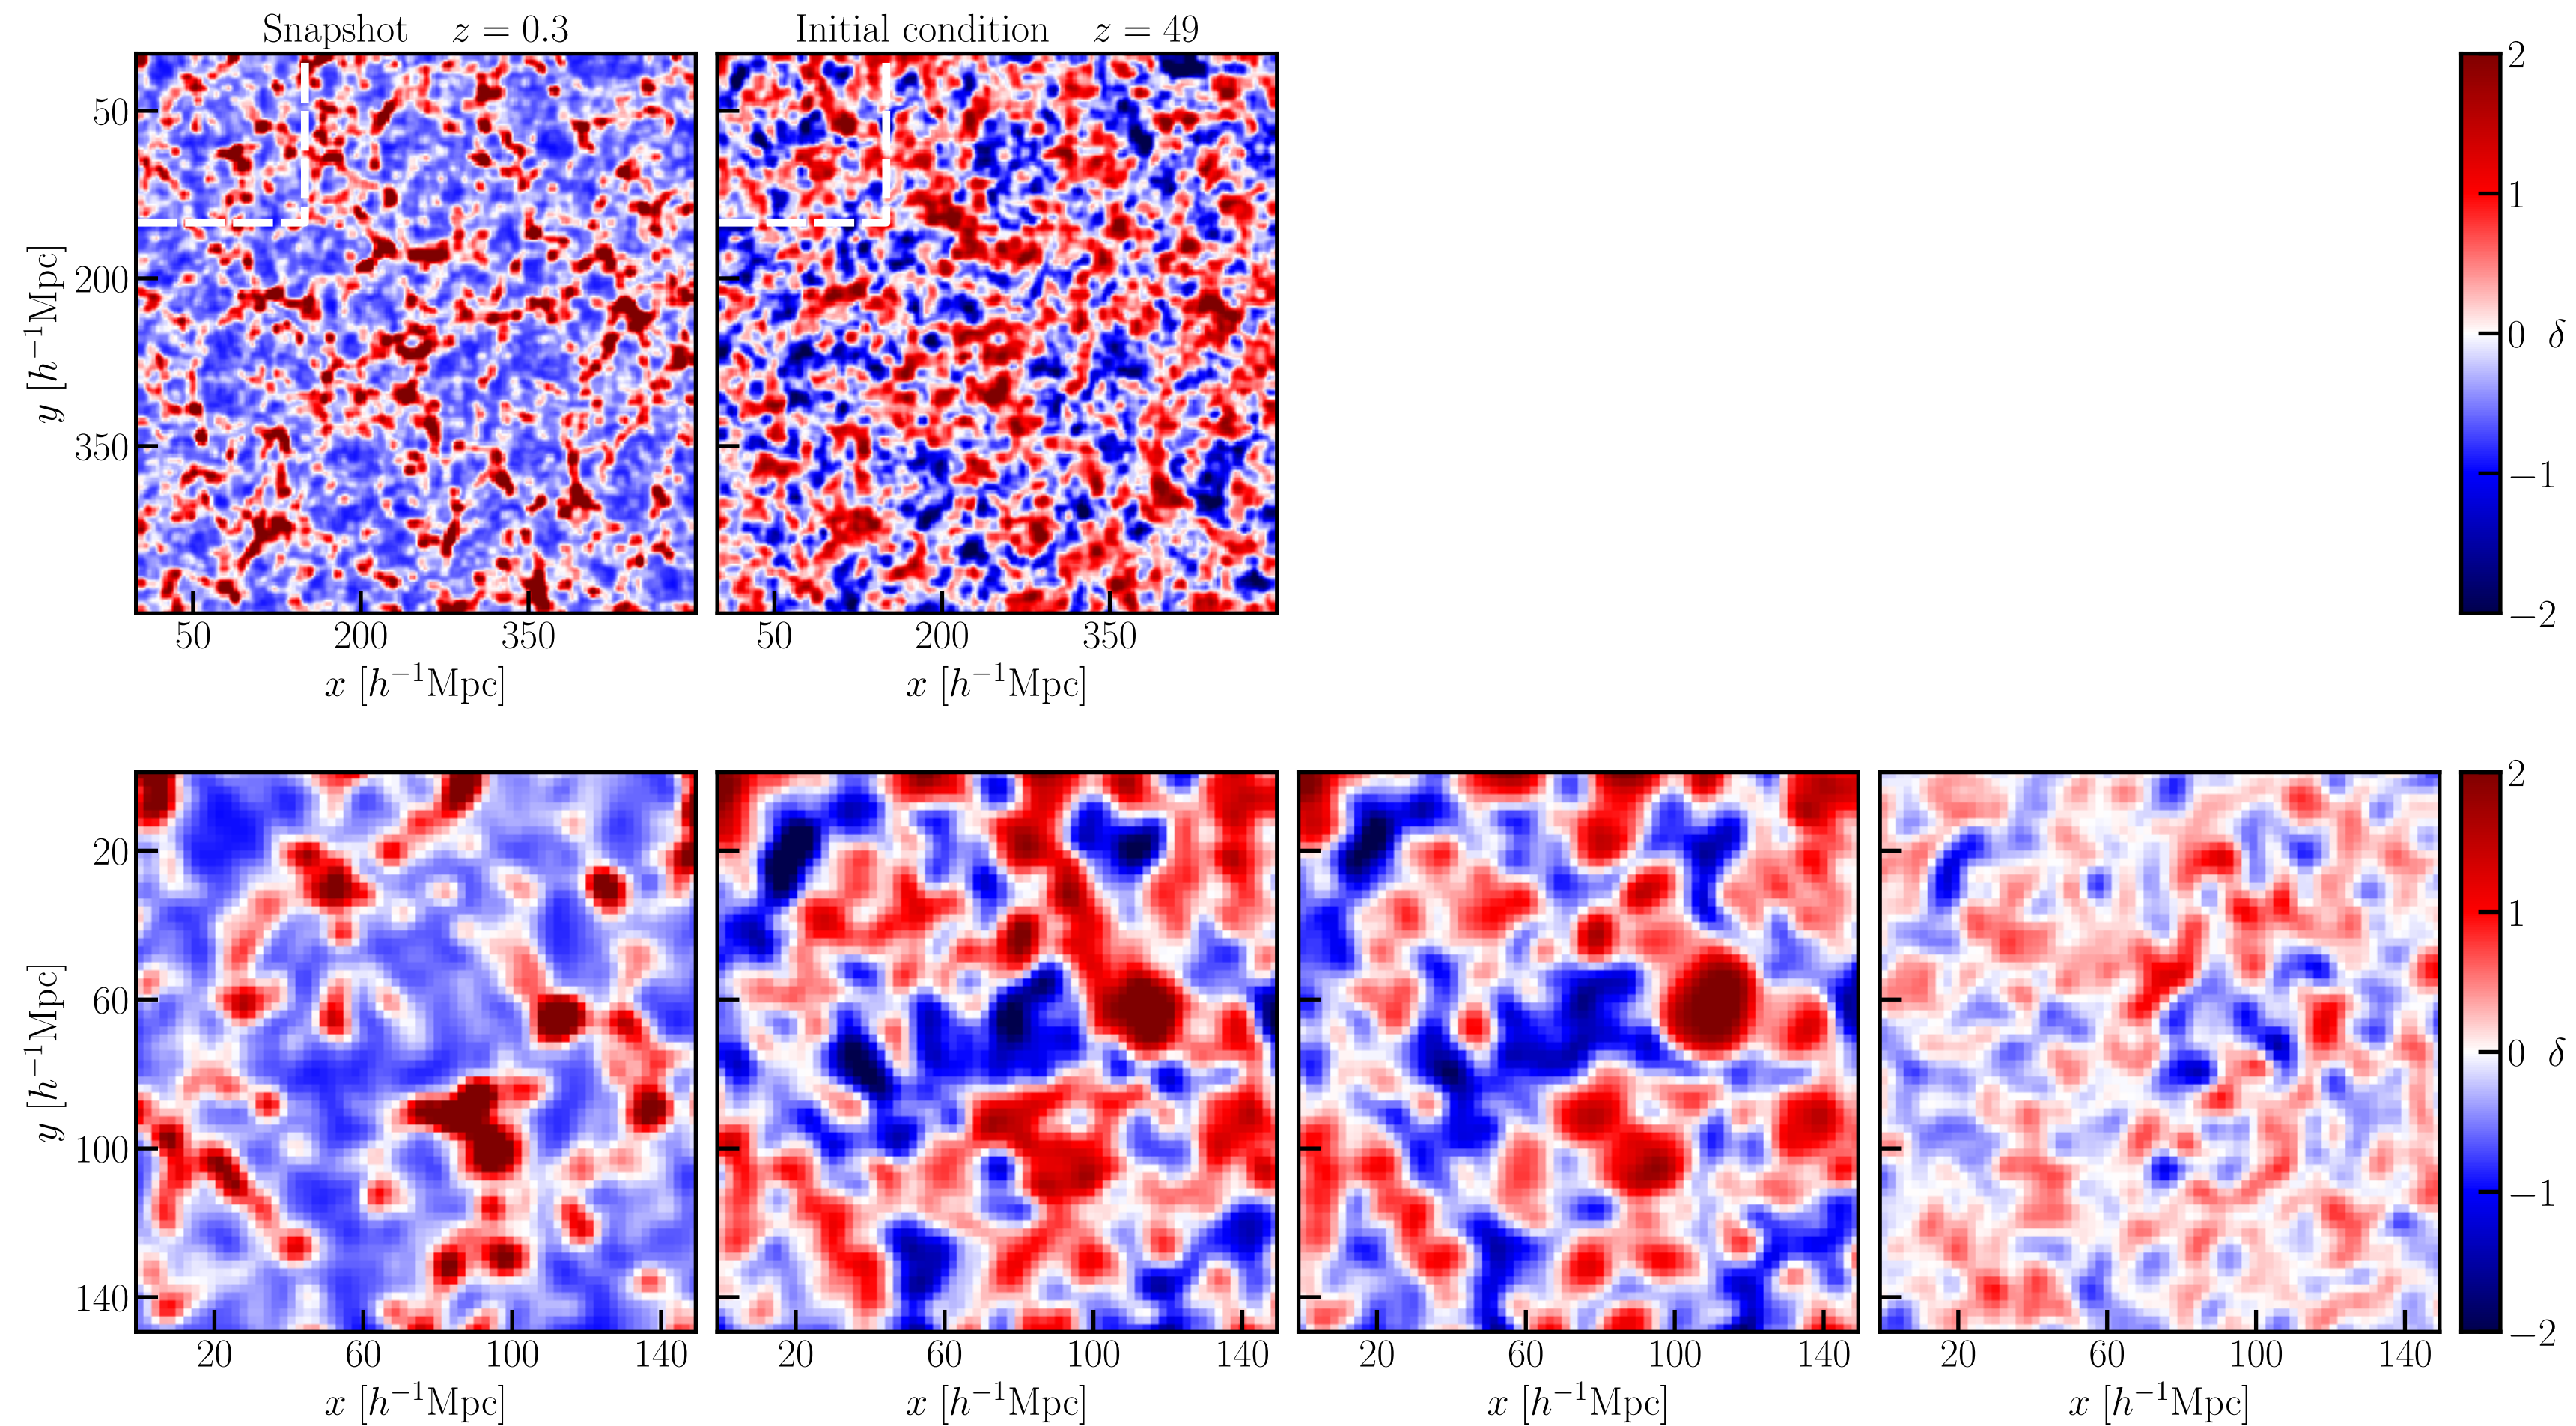 Snapshot – z = 0.3
Initial condition – z = 49
y [h⁻¹Mpc]
50
200
350
50 200 350
x [h⁻¹Mpc]
50 200 350
x [h⁻¹Mpc]
2
1
0 δ
−1
−2
y [h⁻¹Mpc]
20
60
100
140
20 60 100 140
x [h⁻¹Mpc]
20 60 100 140
x [h⁻¹Mpc]
20 60 100 140
x [h⁻¹Mpc]
20 60 100 140
x [h⁻¹Mpc]
2
1
0 δ
−1
−2